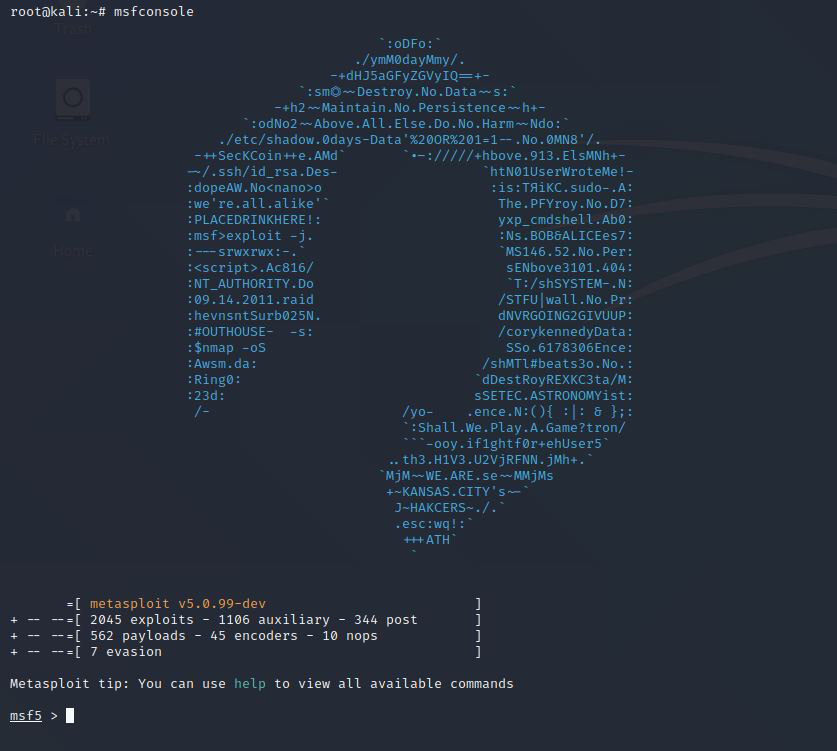 root@kali:~# msfconsole
Trash
`:oDFo:`
./ymM0dayMmy/.
-+dHJ5aGFyZGVyIQ==+-
`:sm⏣~~Destroy.No.Data~~s:`
-+h2~~Maintain.No.Persistence~~h+-
`:odNo2~~Above.All.Else.Do.No.Harm~~Ndo:`
File System
./etc/shadow.0days-Data'%20OR%201=1--.No.0MN8'/.
-++SecKCoin++e.AMd`       `.-://///+hbove.913.ElsMNh+-
~~/.ssh/id_rsa.Des-                  `htN01UserWroteMe!-
:dopeAW.No<nano>o                     :is:TЯiKC.sudo-.A:
:we're.all.alike'`                     The.PFYroy.No.D7:
:PLACEDRINKHERE!:                      yxp_cmdshell.Ab0:
:msf>exploit -j.                       :Ns.BOB&ALICEes7:
Home
:---srwxrwx:-.`                        `MS146.52.No.Per:
:<script>.Ac816/                        sENbove3101.404:
:NT_AUTHORITY.Do                        `T:/shSYSTEM-.N:
:09.14.2011.raid                       /STFU|wall.No.Pr:
:hevnsntSurb025N.                      dNVRGOING2GIVUUP:
:#OUTHOUSE-  -s:                       /corykennedyData:
:$nmap -oS                              SSo.6178306Ence:
:Awsm.da:                            /shMTl#beats3o.No.:
:Ring0:                             `dDestRoyREXKC3ta/M:
:23d:                               sSETEC.ASTRONOMYist:
/-                        /yo-    .ence.N:(){ :|: & };:
`:Shall.We.Play.A.Game?tron/
```-ooy.if1ghtf0r+ehUser5`
..th3.H1V3.U2VjRFNN.jMh+.`
`MjM~~WE.ARE.se~~MMjMs
+~KANSAS.CITY's~~`
J~HAKCERS~./.`
.esc:wq!:`
+++ATH`
`
=[ metasploit v5.0.99-dev                          ]
+ -- --=[ 2045 exploits - 1106 auxiliary - 344 post       ]
+ -- --=[ 562 payloads - 45 encoders - 10 nops            ]
+ -- --=[ 7 evasion                                       ]
Metasploit tip: You can use help to view all available commands
msf5 >